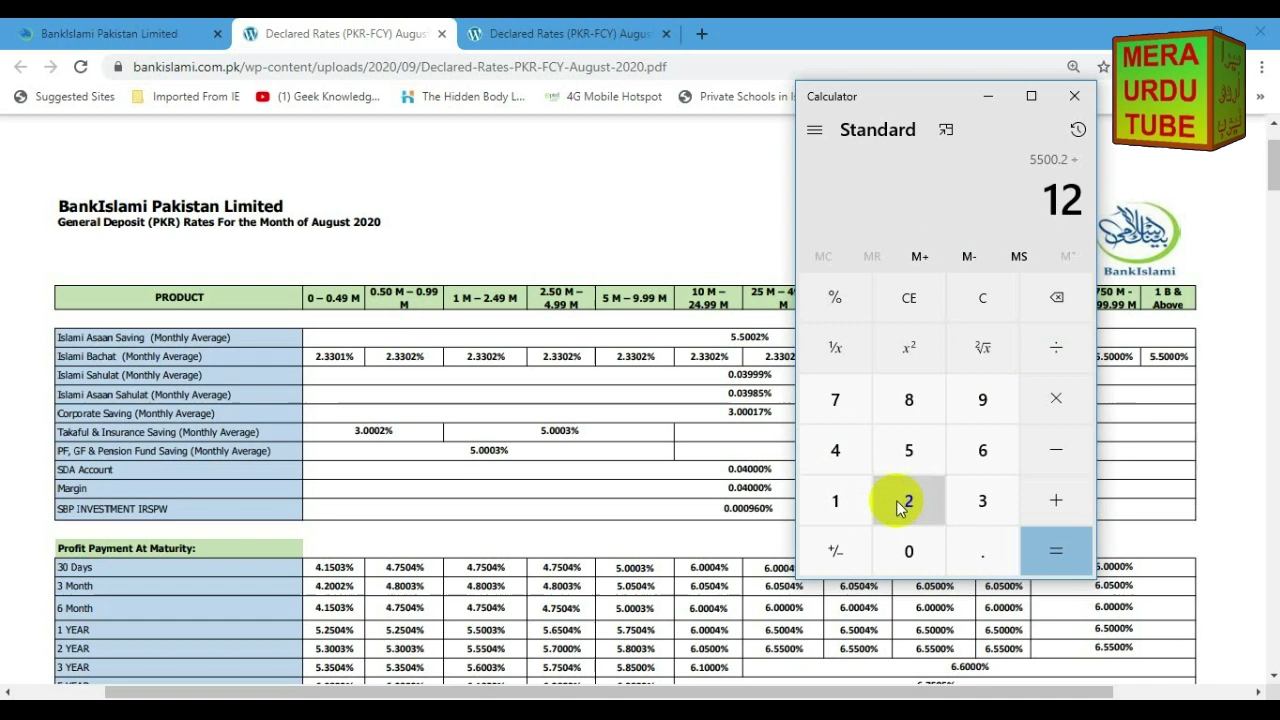 BankIslami Pakistan Limited
Declared Rates (PKR-FCY) Augus
Declared Rates (PKR-FCY) Augus
bankislami.com.pk/wp-content/uploads/2020/09/Declared-Rates-PKR-FCY-August-2020.pdf
Suggested Sites
Imported From IE
(1) Geek Knowledg...
The Hidden Body L...
4G Mobile Hotspot
Private Schools in
MERA
URDU
TUBE
BankIslami Pakistan Limited
General Deposit (PKR) Rates For the Month of August 2020
BankIslami
Calculator
Standard
5500.2 ÷
12
MC MR M+ M- MS
% CE C
¹/x x² ²√x ÷
7 8 9 ×
4 5 6 −
1 2 3 +
+/− 0 . =
PRODUCT 0 – 0.49 M 0.50 M – 0.99 M 1 M – 2.49 M 2.50 M – 4.99 M 5 M – 9.99 M 10 M – 24.99 M 25 M – M 750 M - 1 B & Above
Islami Asaan Saving (Monthly Average) 5.5002%
Islami Bachat (Monthly Average) 2.3301% 2.3302% 2.3302% 2.3302% 2.3302% 2.3302% 2.3302 5.5000% 5.5000%
Islami Sahulat (Monthly Average) 0.03999%
Islami Asaan Sahulat (Monthly Average) 0.03985%
Corporate Saving (Monthly Average) 3.00017%
Takaful & Insurance Saving (Monthly Average) 3.0002% 5.0003%
PF, GF & Pension Fund Saving (Monthly Average) 5.0003%
SDA Account 0.04000%
Margin 0.04000%
SBP INVESTMENT IRSPW 0.000960%
Profit Payment At Maturity:
30 Days 4.1503% 4.7504% 4.7504% 4.7504% 5.0003% 6.0004% 6.0004
3 Month 4.2002% 4.8003% 4.8003% 4.8003% 5.0504% 6.0504% 6.0504% 6.0504% 6.0500% 6.0500% 6.0500%
6 Month 4.1503% 4.7504% 4.7504% 4.7504% 5.0003% 6.0004% 6.0000% 6.0004% 6.0000% 6.0000% 6.0000%
1 YEAR 5.2504% 5.2504% 5.5003% 5.6504% 5.7504% 6.0004% 6.5004% 6.5004% 6.5000% 6.5000% 6.5000%
2 YEAR 5.3003% 5.3003% 5.5504% 5.7000% 5.8003% 6.0500% 6.5500% 6.5500% 6.5500% 6.5500% 6.5500%
3 YEAR 5.3504% 5.3504% 5.6003% 5.7504% 5.8500% 6.1000% 6.6000%